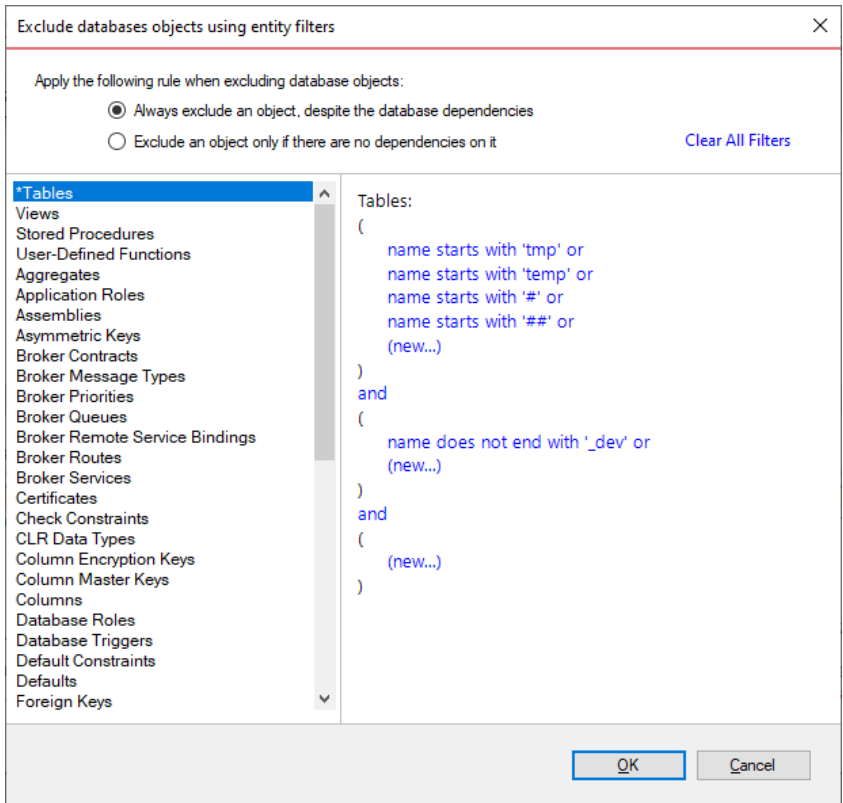 Exclude databases objects using entity filters
Apply the following rule when excluding database objects:
Always exclude an object, despite the database dependencies
Exclude an object only if there are no dependencies on it
Clear All Filters
*Tables
Views
Stored Procedures
User-Defined Functions
Aggregates
Application Roles
Assemblies
Asymmetric Keys
Broker Contracts
Broker Message Types
Broker Priorities
Broker Queues
Broker Remote Service Bindings
Broker Routes
Broker Services
Certificates
Check Constraints
CLR Data Types
Column Encryption Keys
Column Master Keys
Columns
Database Roles
Database Triggers
Default Constraints
Defaults
Foreign Keys
Tables:
(
name starts with 'tmp' or
name starts with 'temp' or
name starts with '#' or
name starts with '##' or
(new...)
)
and
(
name does not end with '_dev' or
(new...)
)
and
(
(new...)
)
OK
Cancel